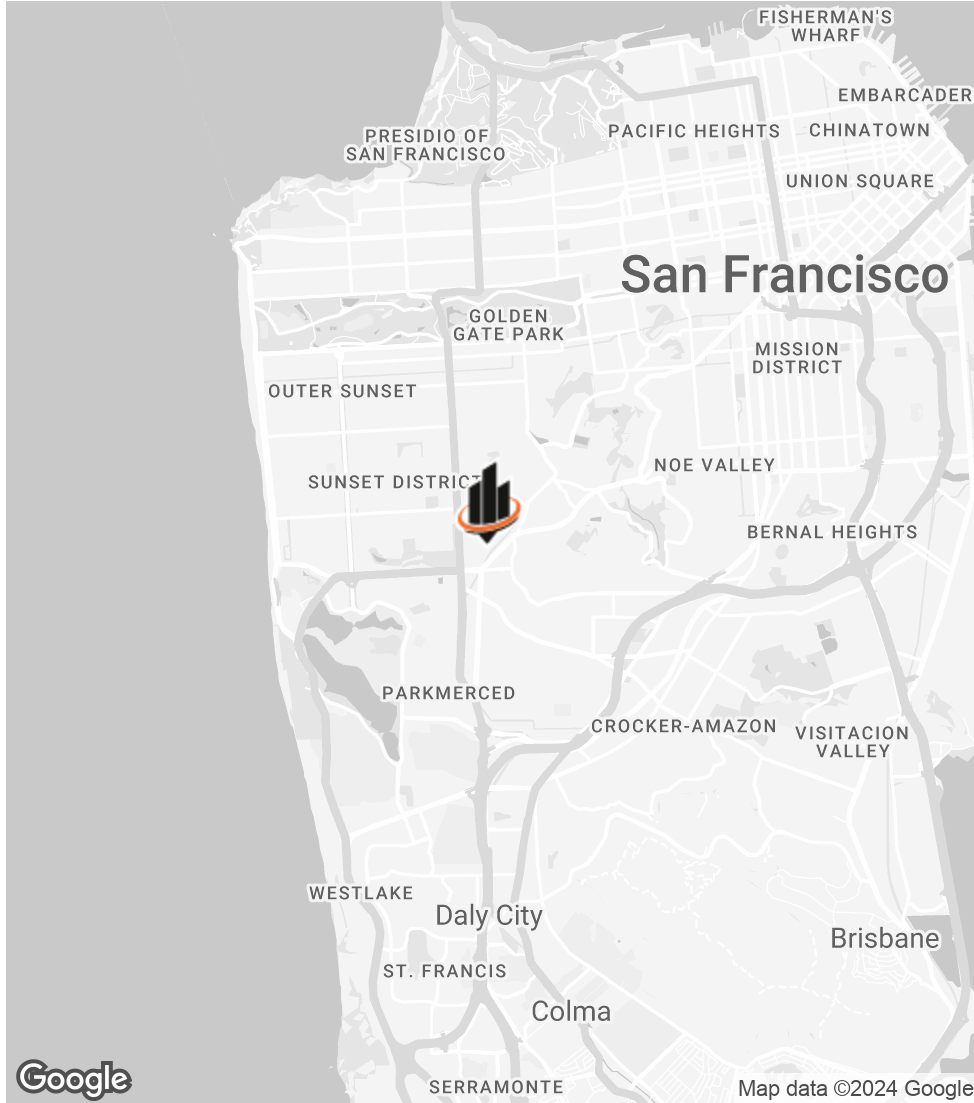 FISHERMAN'S
WHARF
EMBARCADER
PRESIDIO OF
SAN FRANCISCO
PACIFIC HEIGHTS
CHINATOWN
UNION SQUARE
San Francisco
GOLDEN
GATE PARK
MISSION
DISTRICT
OUTER SUNSET
NOE VALLEY
SUNSET DISTRICT
BERNAL HEIGHTS
PARKMERCED
CROCKER-AMAZON
VISITACION
VALLEY
WESTLAKE
Daly City
Brisbane
ST. FRANCIS
Colma
Google
SERRAMONTE
Map data ©2024 Google